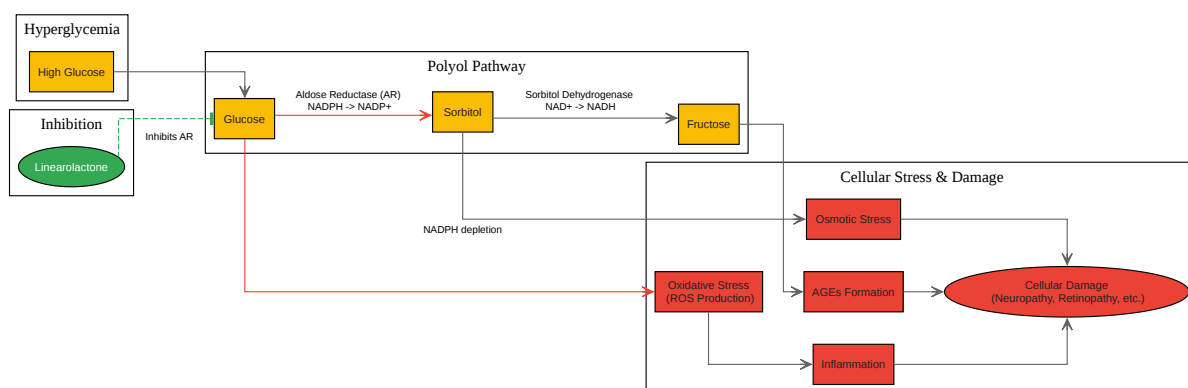 Hyperglycemia
High Glucose
Inhibition
Linearolactone
Inhibits AR
Polyol Pathway
Glucose
Aldose Reductase (AR)
NADPH -> NADP+
Sorbitol
Sorbitol Dehydrogenase
NAD+ -> NADH
Fructose
NADPH depletion
Cellular Stress & Damage
Osmotic Stress
Oxidative Stress
(ROS Production)
AGEs Formation
Cellular Damage
(Neuropathy, Retinopathy, etc.)
Inflammation